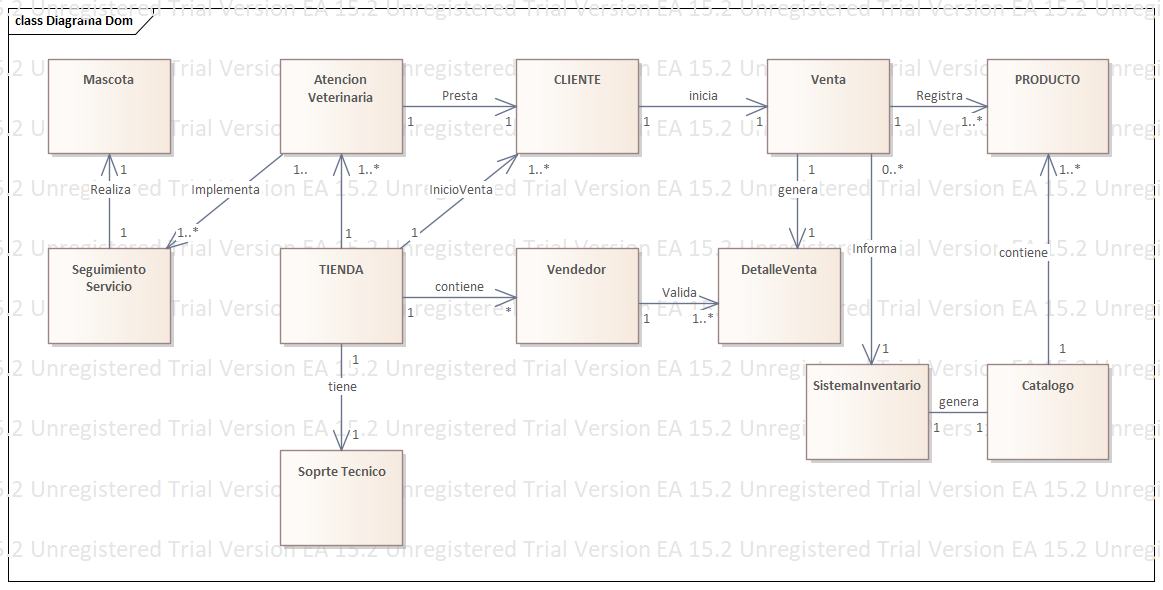 class Diagrama Dom
Mascota
Atencion
Veterinaria
CLIENTE
Venta
PRODUCTO
Presta
inicia
Registra
1
1
1
1
1
1..*
1
1..
1..*
1..*
1
0..*
1..*
Realiza
Implementa
InicioVenta
genera
1
1..*
1
1
1
Informa
contiene
Seguimiento
Servicio
TIENDA
Vendedor
DetalleVenta
contiene
Valida
1
*
1
1..*
1
1
1
tiene
SistemaInventario
Catalogo
genera
1
1
1
Soprte Tecnico
EA 15.2 Unregistered Trial Version